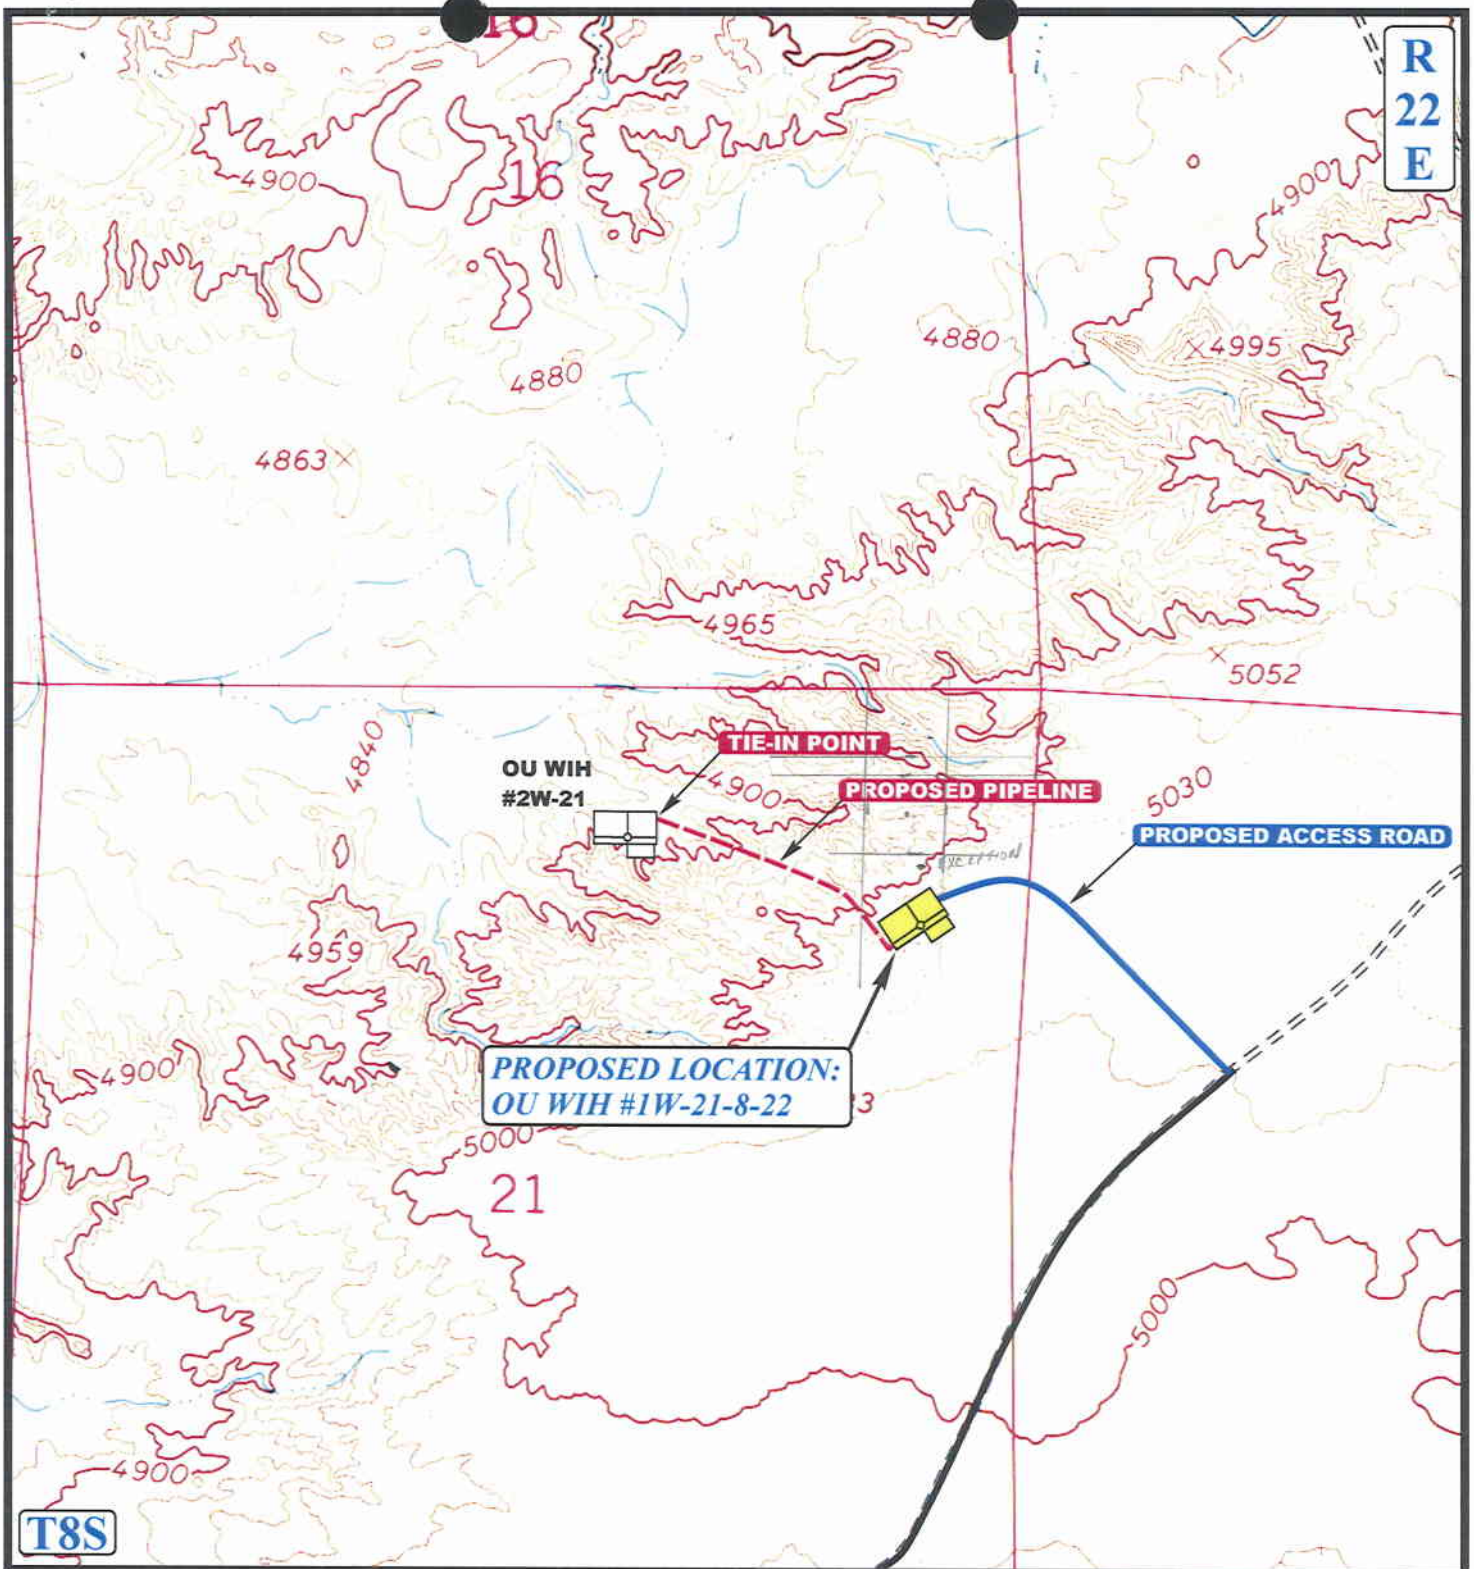 16
R
22
E
4900
16
4900
4880
4995
4880
4863
4965
5052
4840
TIE-IN POINT
OU WIH
#2W-21
4900
PROPOSED PIPELINE
5030
PROPOSED ACCESS ROAD
EXCEPTION
4959
PROPOSED LOCATION:
OU WIH #1W-21-8-22
33
4900
5000
21
5000
4900
T8S